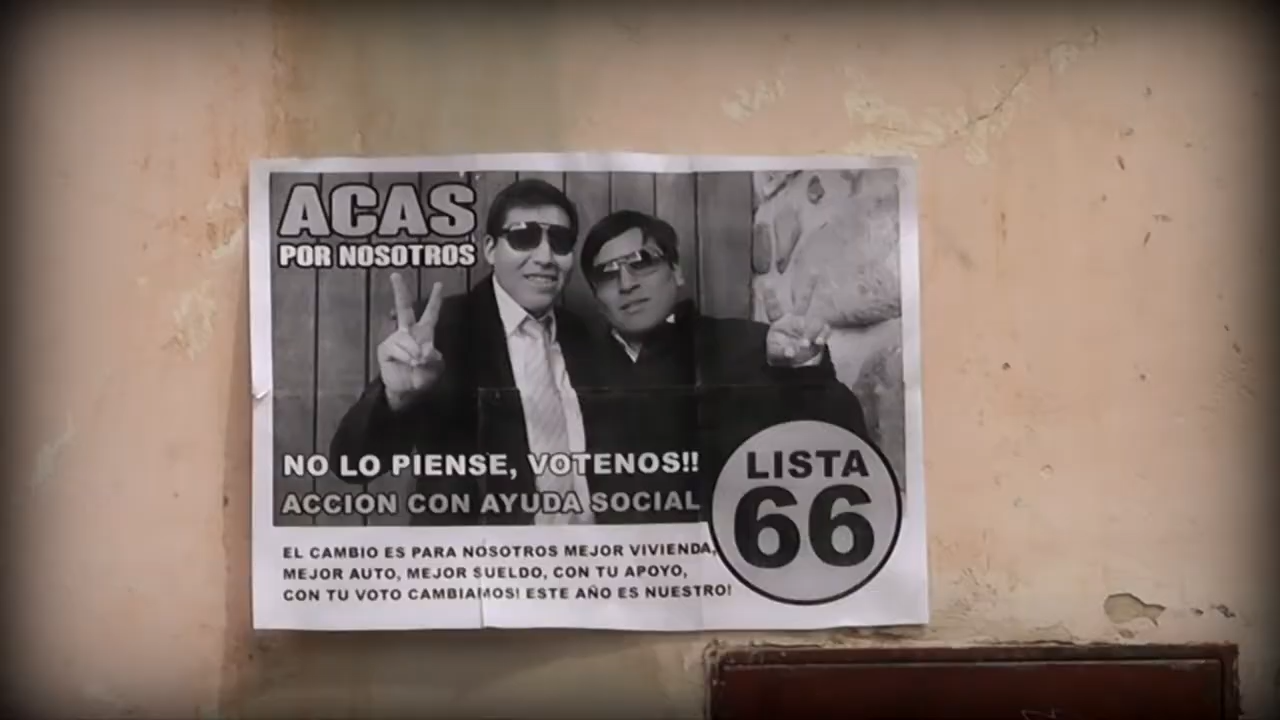 ACAS
POR NOSOTROS
NO LO PIENSE, VOTENOS!!
ACCION CON AYUDA SOCIAL
LISTA
66
EL CAMBIO ES PARA NOSOTROS MEJOR VIVIENDA,
MEJOR AUTO, MEJOR SUELDO, CON TU APOYO,
CON TU VOTO CAMBIAMOS! ESTE AÑO ES NUESTRO!